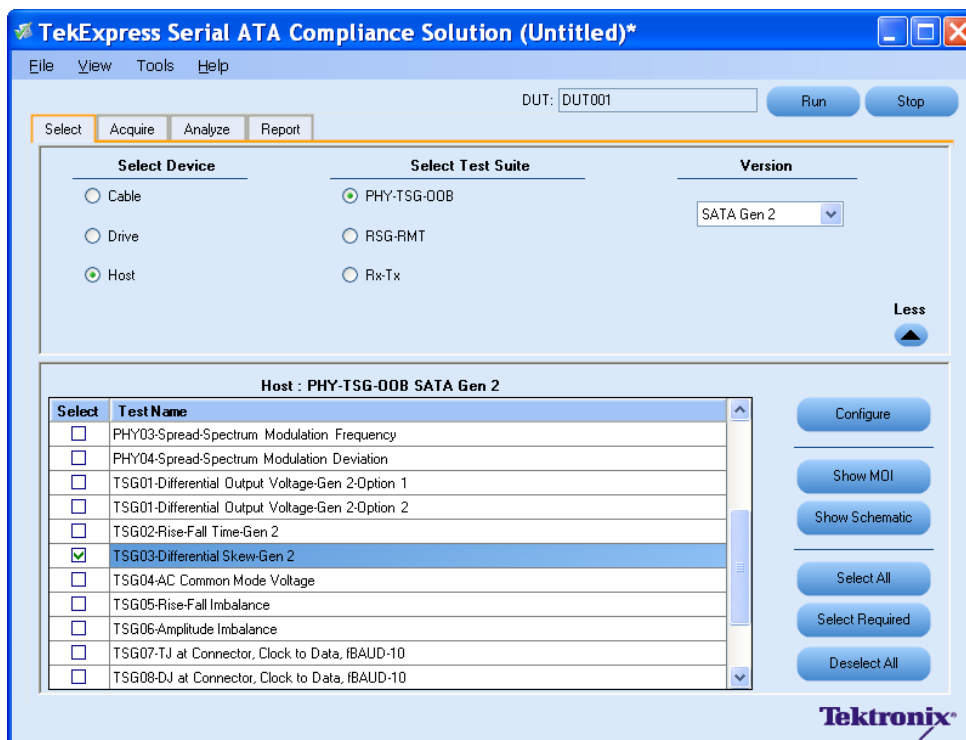 TekExpress Serial ATA Compliance Solution (Untitled)*
File View Tools Help
DUT: DUT001 Run Stop
Select Acquire Analyze Report
Select Device Select Test Suite Version
Cable PHY-TSG-OOB SATA Gen 2
Drive RSG-RMT
Host Rx-Tx
Less
Host : PHY-TSG-OOB SATA Gen 2
Select Test Name
PHY03-Spread-Spectrum Modulation Frequency
PHY04-Spread-Spectrum Modulation Deviation
TSG01-Differential Output Voltage-Gen 2-Option 1
TSG01-Differential Output Voltage-Gen 2-Option 2
TSG02-Rise-Fall Time-Gen 2
TSG03-Differential Skew-Gen 2
TSG04-AC Common Mode Voltage
TSG05-Rise-Fall Imbalance
TSG06-Amplitude Imbalance
TSG07-TJ at Connector, Clock to Data, fBAUD-10
TSG08-DJ at Connector, Clock to Data, fBAUD-10
Configure
Show MOI
Show Schematic
Select All
Select Required
Deselect All
Tektronix®